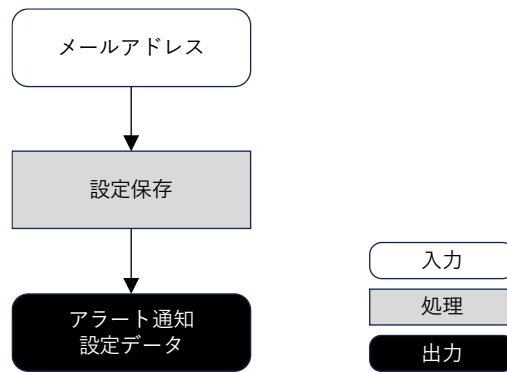 メールアドレス
設定保存
アラート通知
設定データ
入力
処理
出力